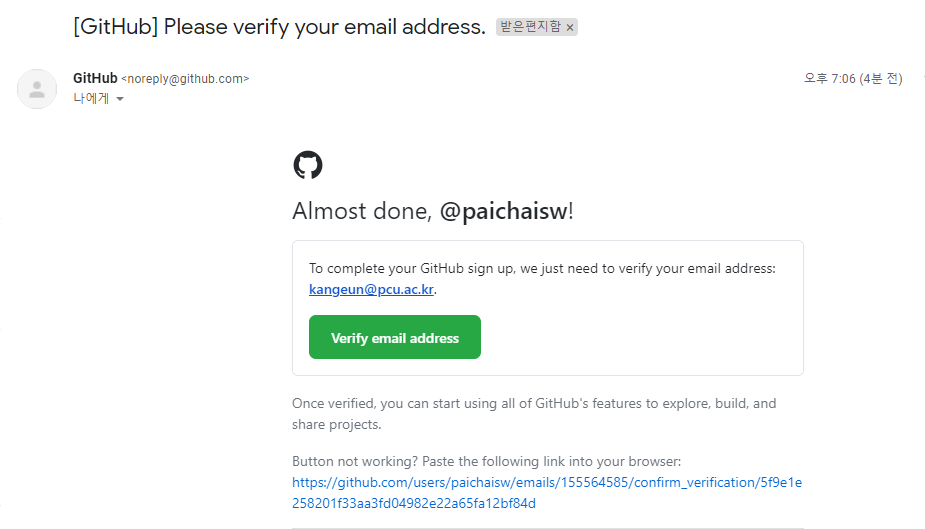 [GitHub] Please verify your email address. 받은편지함 ×
GitHub <noreply@github.com> 오후 7:06 (4분 전)
나에게
Almost done, @paichaisw!
To complete your GitHub sign up, we just need to verify your email address:
kangeun@pcu.ac.kr.
Verify email address
Once verified, you can start using all of GitHub's features to explore, build, and
share projects.
Button not working? Paste the following link into your browser:
https://github.com/users/paichaisw/emails/155564585/confirm_verification/5f9e1e
258201f33aa3fd04982e22a65fa12bf84d